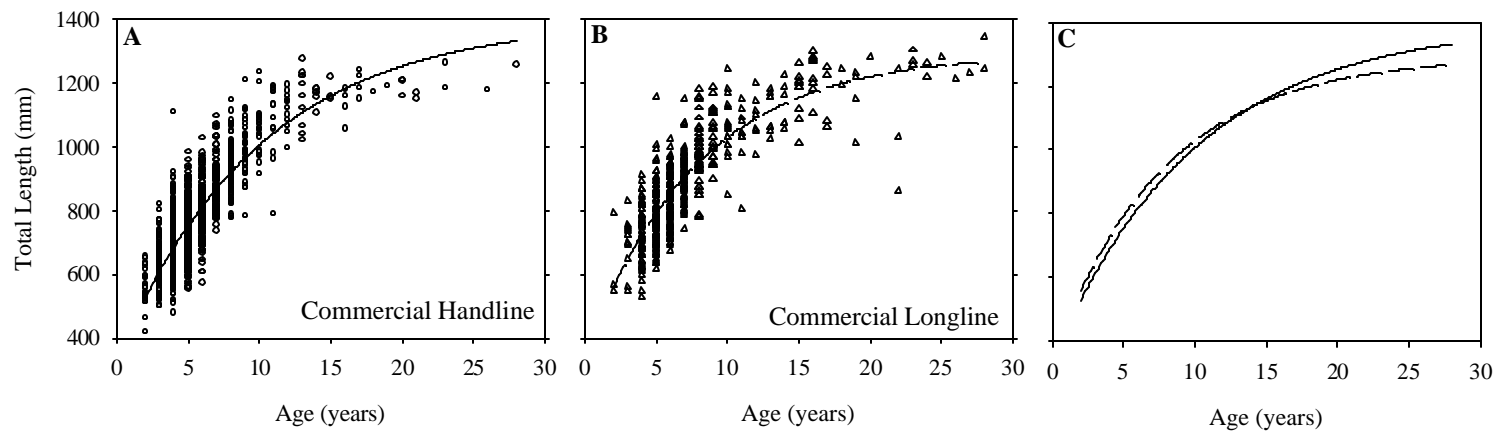 1400
1200
1000
800
600
400
Total Length (mm)
A
Commercial Handline
0 5 10 15 20 25 30
Age (years)
B
Commercial Longline
0 5 10 15 20 25 30
Age (years)
C
0 5 10 15 20 25 30
Age (years)